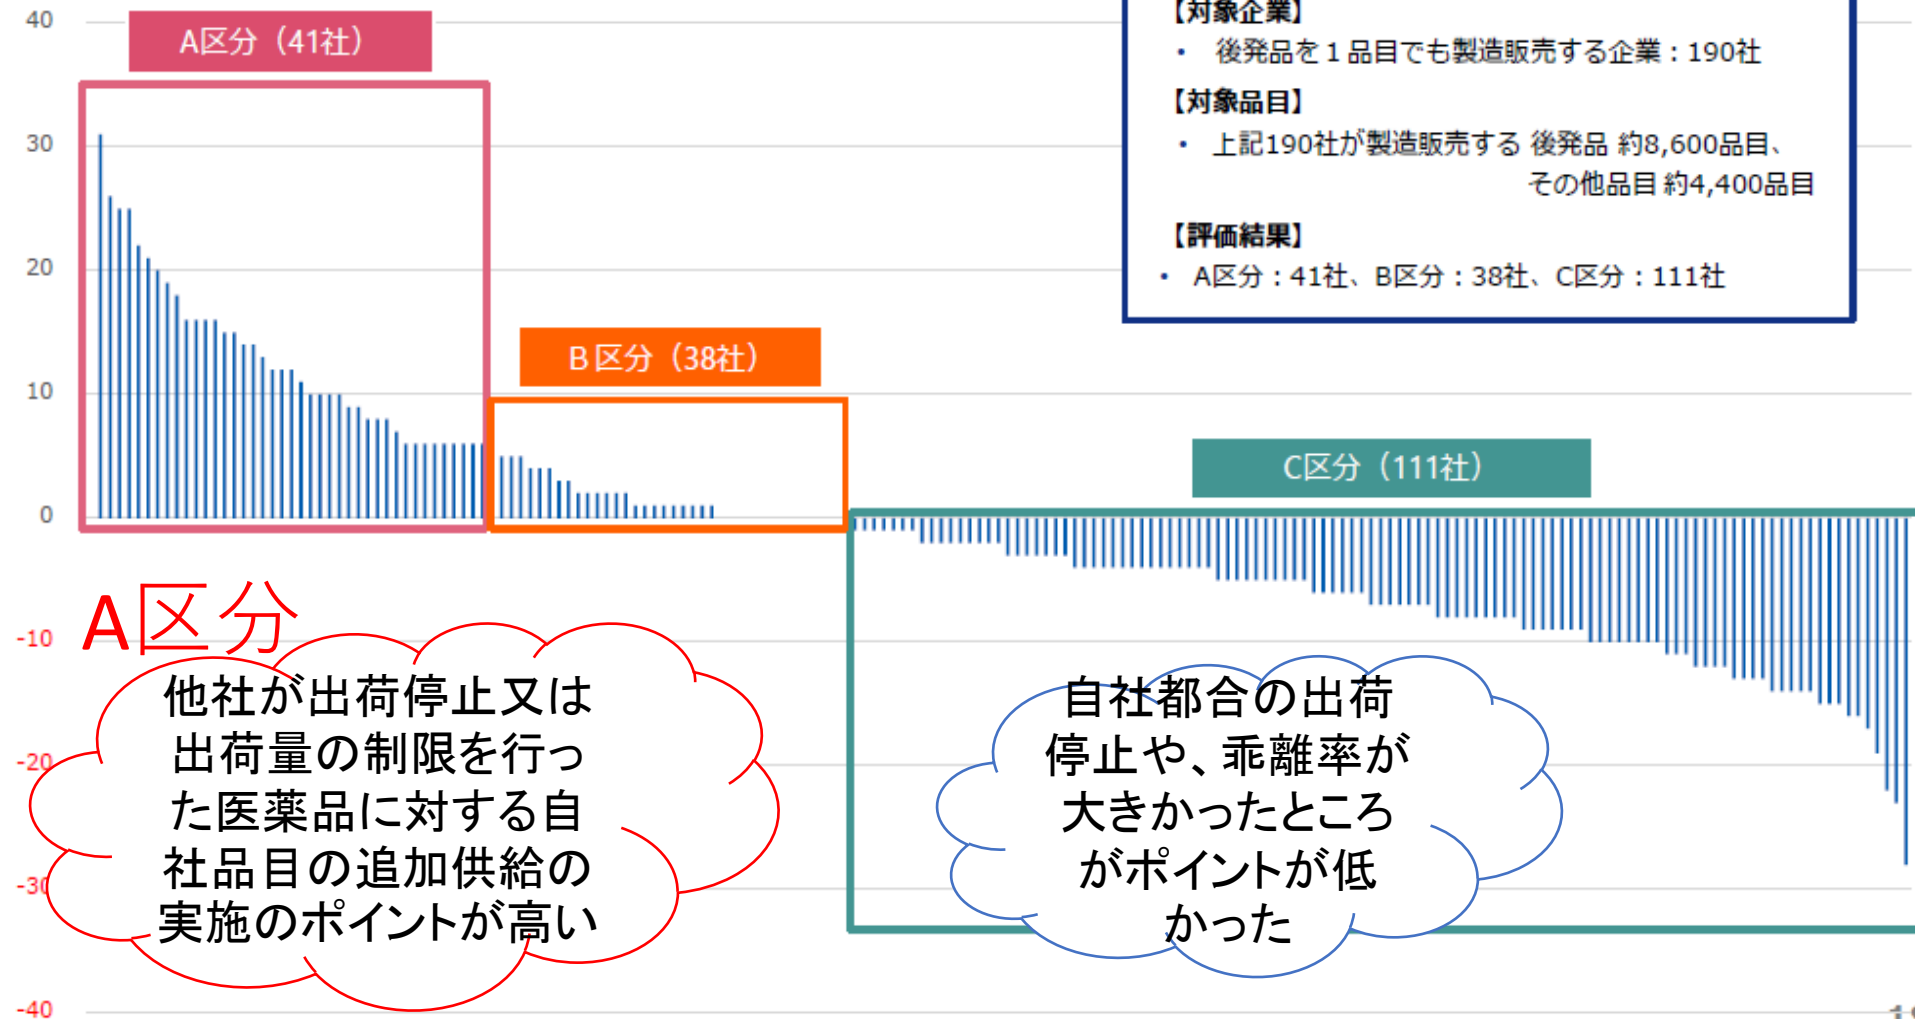 40
30
20
10
0
-10
-20
-30
-40
A区分（41社）
【対象企業】
• 後発品を１品目でも製造販売する企業：190社
【対象品目】
• 上記190社が製造販売する 後発品 約8,600品目、
その他品目 約4,400品目
【評価結果】
• A区分：41社、B区分：38社、C区分：111社
Ｂ区分（38社）
C区分（111社）
A区分
他社が出荷停止又は
出荷量の制限を行っ
た医薬品に対する自
社品目の追加供給の
実施のポイントが高い
自社都合の出荷
停止や、乖離率が
大きかったところ
がポイントが低
かった